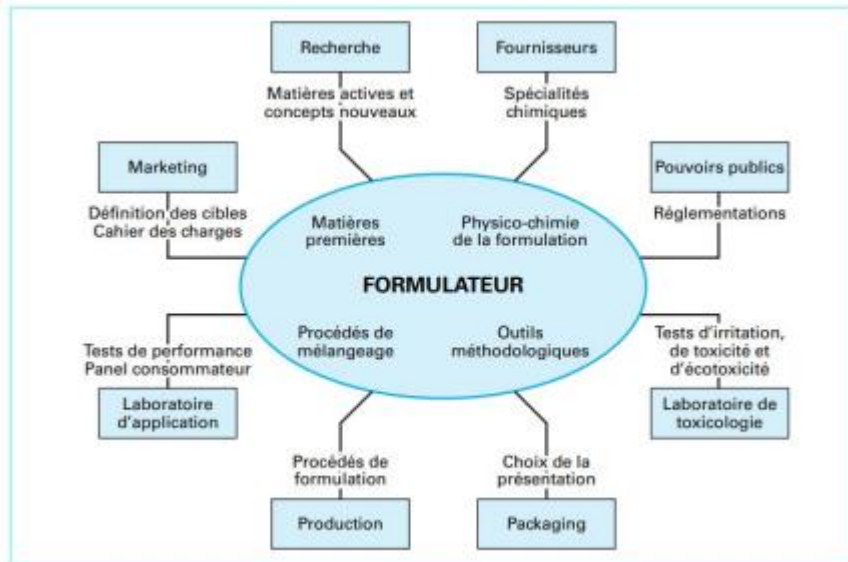 Recherche
Fournisseurs
Matières actives et
concepts nouveaux
Spécialités
chimiques
Marketing
Pouvoirs publics
Définition des cibles
Cahier des charges
Réglementations
Matières
premières
Physico-chimie
de la formulation
FORMULATEUR
Procédés de
mélangeage
Outils
méthodologiques
Tests de performance
Panel consommateur
Tests d'irritation,
de toxicité et
d'écotoxicité
Laboratoire
d'application
Laboratoire de
toxicologie
Procédés de
formulation
Choix de la
présentation
Production
Packaging